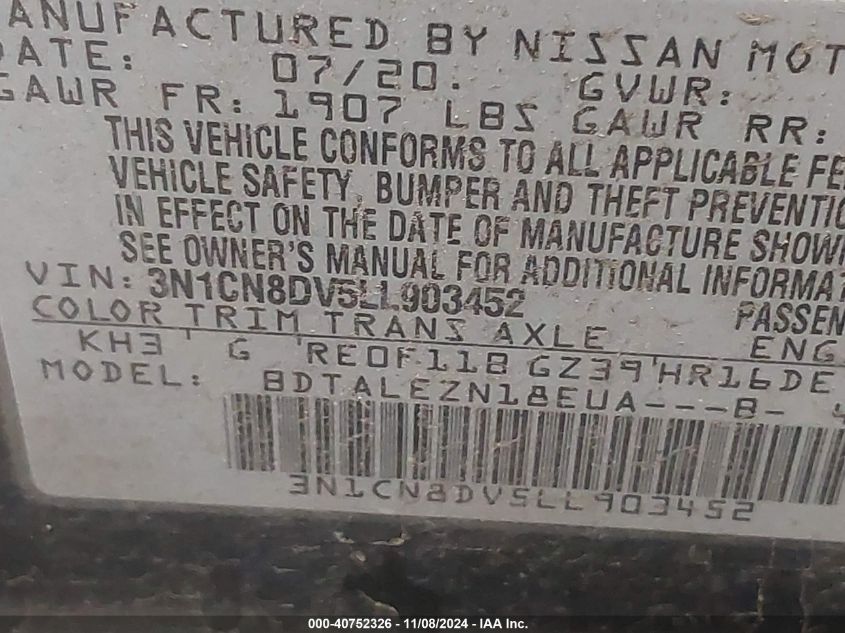 ANUFACTURED BY NISSAN MOT
DATE: 07/20. GVWR:
GAWR FR: 1907 LBS GAWR RR:
THIS VEHICLE CONFORMS TO ALL APPLICABLE FE
VEHICLE SAFETY, BUMPER AND THEFT PREVENTIO
IN EFFECT ON THE DATE OF MANUFACTURE SHOW
SEE OWNER'S MANUAL FOR ADDITIONAL INFORMAT
VIN: 3N1CN8DV5LL903452 PASSEN
COLOR TRIM TRANS AXLE ENG
KH3 G RE0F11B GZ39 HR16DE
MODEL: BDTALEZN18EUA---B- 4
3N1CN8DV5LL903452
000-40752326 - 11/08/2024 - IAA Inc.